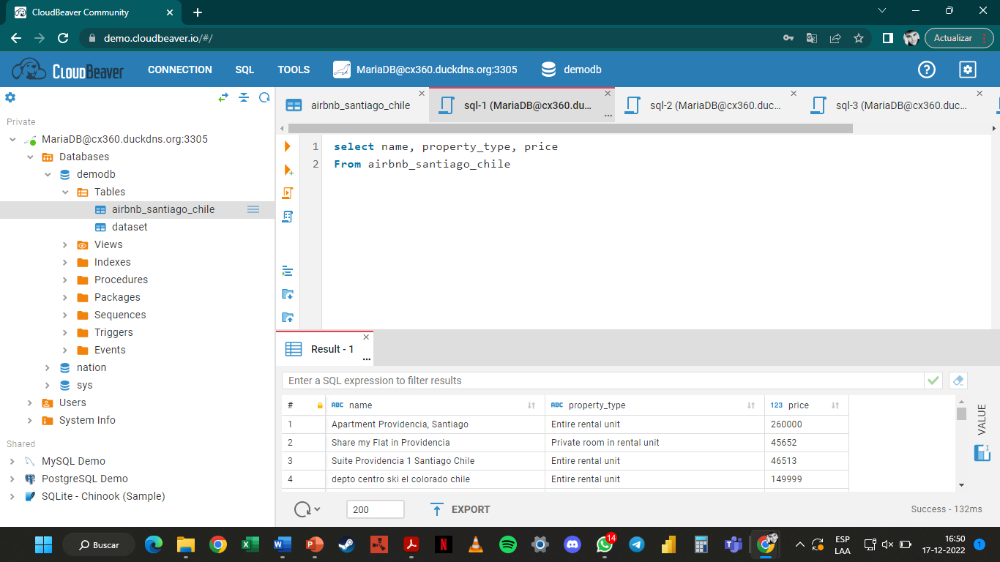 CloudBeaver Community
demo.cloudbeaver.io/#/
Actualizar
CloudBeaver
CONNECTION
SQL
TOOLS
MariaDB@cx360.duckdns.org:3305
demodb
Private
MariaDB@cx360.duckdns.org:3305
Databases
demodb
Tables
airbnb_santiago_chile
dataset
Views
Indexes
Procedures
Packages
Sequences
Triggers
Events
nation
sys
Users
System Info
Shared
MySQL Demo
PostgreSQL Demo
SQLite - Chinook (Sample)
airbnb_santiago_chile
sql-1 (MariaDB@cx360.du...
sql-2 (MariaDB@cx360.duc...
sql-3 (MariaDB@cx360.duc...
1 select name, property_type, price
2 From airbnb_santiago_chile
Result - 1
Enter a SQL expression to filter results
# ABC name ABC property_type 123 price
1 Apartment Providencia, Santiago Entire rental unit 260000
2 Share my Flat in Providencia Private room in rental unit 45652
3 Suite Providencia 1 Santiago Chile Entire rental unit 46513
4 depto centro ski el colorado chile Entire rental unit 149999
VALUE
200
EXPORT
Success - 132ms
Buscar
14
ESP
LAA
16:50
17-12-2022
1